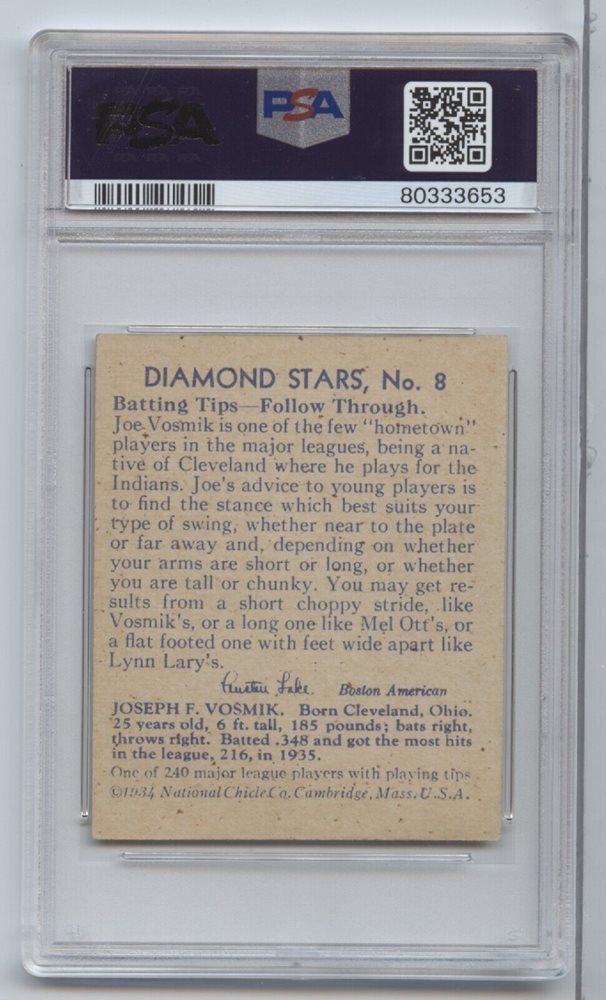 PSA
PSA
80333653
DIAMOND STARS, No. 8
Batting Tips—Follow Through.
Joe Vosmik is one of the few "hometown"
players in the major leagues, being a na-
tive of Cleveland where he plays for the
Indians. Joe's advice to young players is
to find the stance which best suits your
type of swing, whether near to the plate
or far away and, depending on whether
your arms are short or long, or whether
you are tall or chunky. You may get re-
sults from a short choppy stride, like
Vosmik's, or a long one like Mel Ott's, or
a flat footed one with feet wide apart like
Lynn Lary's.
Austen Lake. Boston American
JOSEPH F. VOSMIK. Born Cleveland, Ohio.
25 years old, 6 ft. tall, 185 pounds; bats right,
throws right. Batted .348 and got the most hits
in the league, 216, in 1935.
One of 240 major league players with playing tips
©1934 National Chicle Co. Cambridge, Mass. U.S.A.